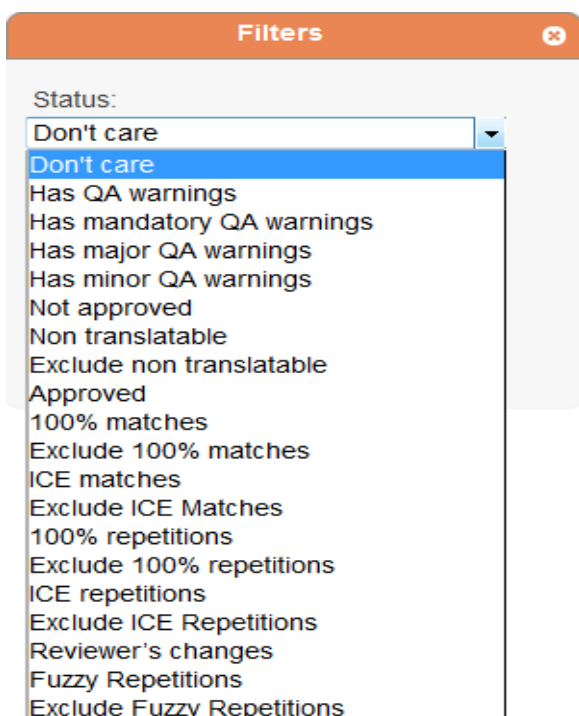 Filters
Status:
Don't care
Don't care
Has QA warnings
Has mandatory QA warnings
Has major QA warnings
Has minor QA warnings
Not approved
Non translatable
Exclude non translatable
Approved
100% matches
Exclude 100% matches
ICE matches
Exclude ICE Matches
100% repetitions
Exclude 100% repetitions
ICE repetitions
Exclude ICE Repetitions
Reviewer’s changes
Fuzzy Repetitions
Exclude Fuzzy Repetitions